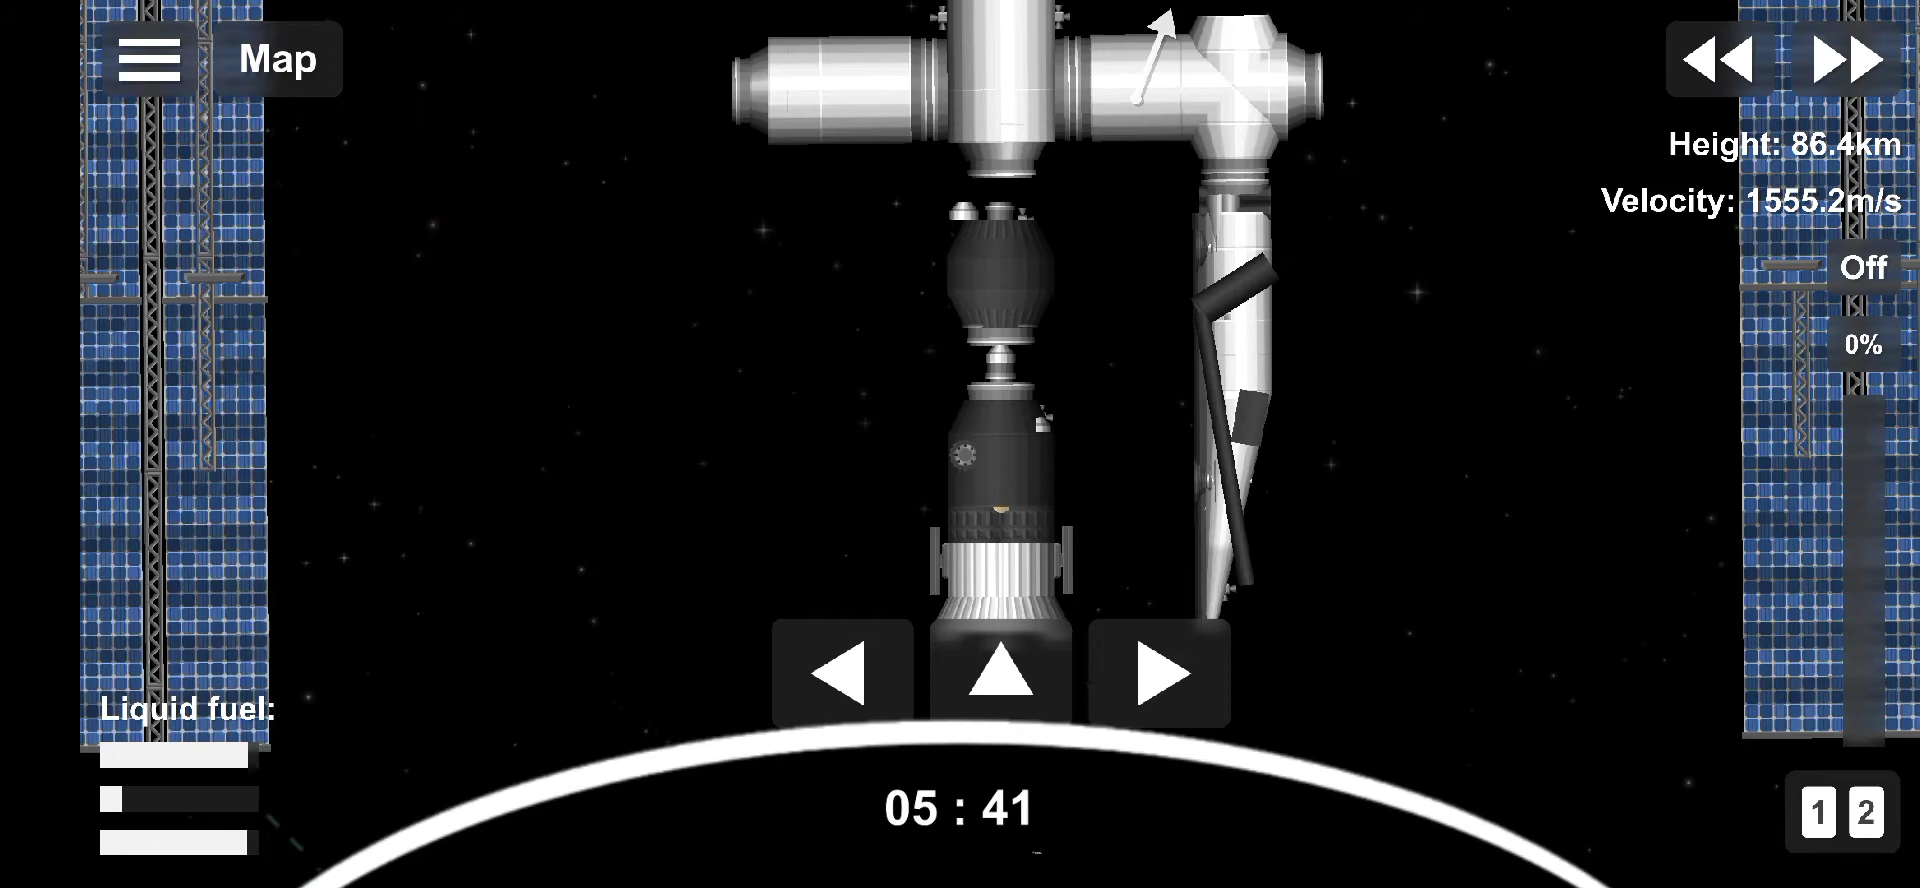 Map
Height: 86.4km
Velocity: 1555.2m/s
Off
0%
Liquid fuel:
05 : 41
1 2